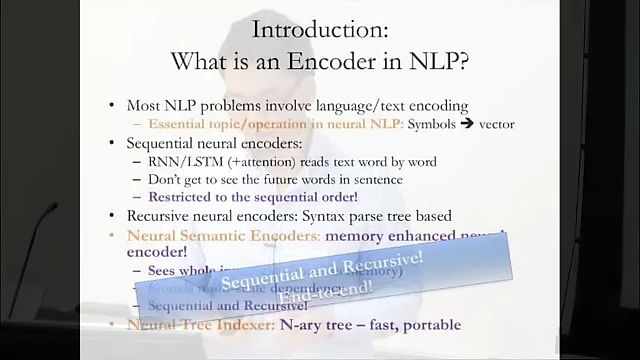 Introduction:
What is an Encoder in NLP?
• Most NLP problems involve language/text encoding
– Essential topic/operation in neural NLP: Symbols ➔ vector
• Sequential neural encoders:
– RNN/LSTM (+attention) reads text word by word
– Don't get to see the future words in sentence
– Restricted to the sequential order!
• Recursive neural encoders: Syntax parse tree based
• Neural Semantic Encoders: memory enhanced neural
encoder!
– Sees whole memory)
Sequential and Recursive!
End-to-end!
– Sequential and Recursive!
• Neural Tree Indexer: N-ary tree – fast, portable